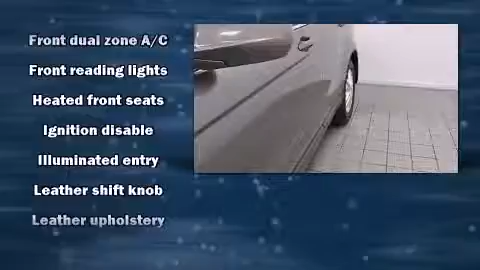 Front dual zone A/C
Front reading lights
Heated front seats
Ignition disable
Illuminated entry
Leather shift knob
Leather upholstery